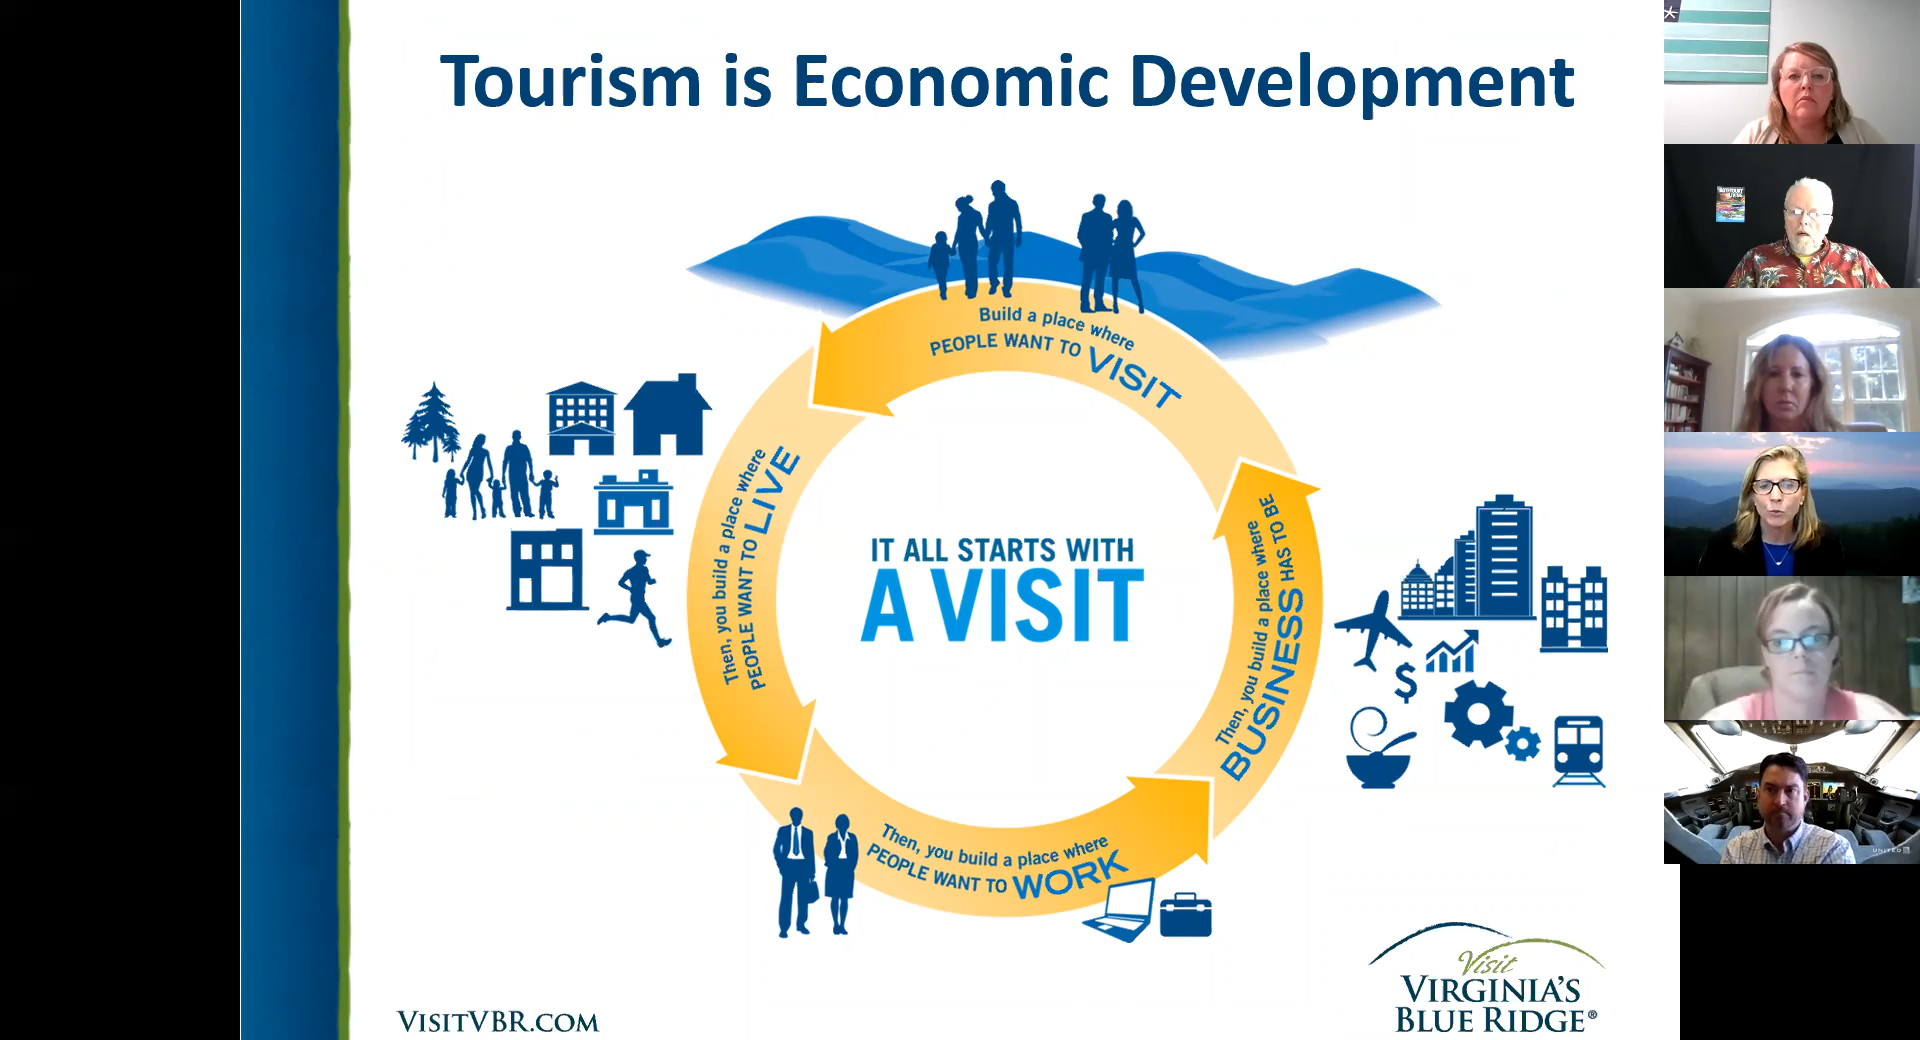 Tourism is Economic Development
Build a place where
PEOPLE WANT TO VISIT
Then, you build a place where
PEOPLE WANT TO LIVE
IT ALL STARTS WITH
A VISIT
Then, you build a place where
BUSINESS HAS TO BE
Then, you build a place where
PEOPLE WANT TO WORK
$
VISITVBR.COM
Visit
VIRGINIA'S
BLUE RIDGE®
UNITED